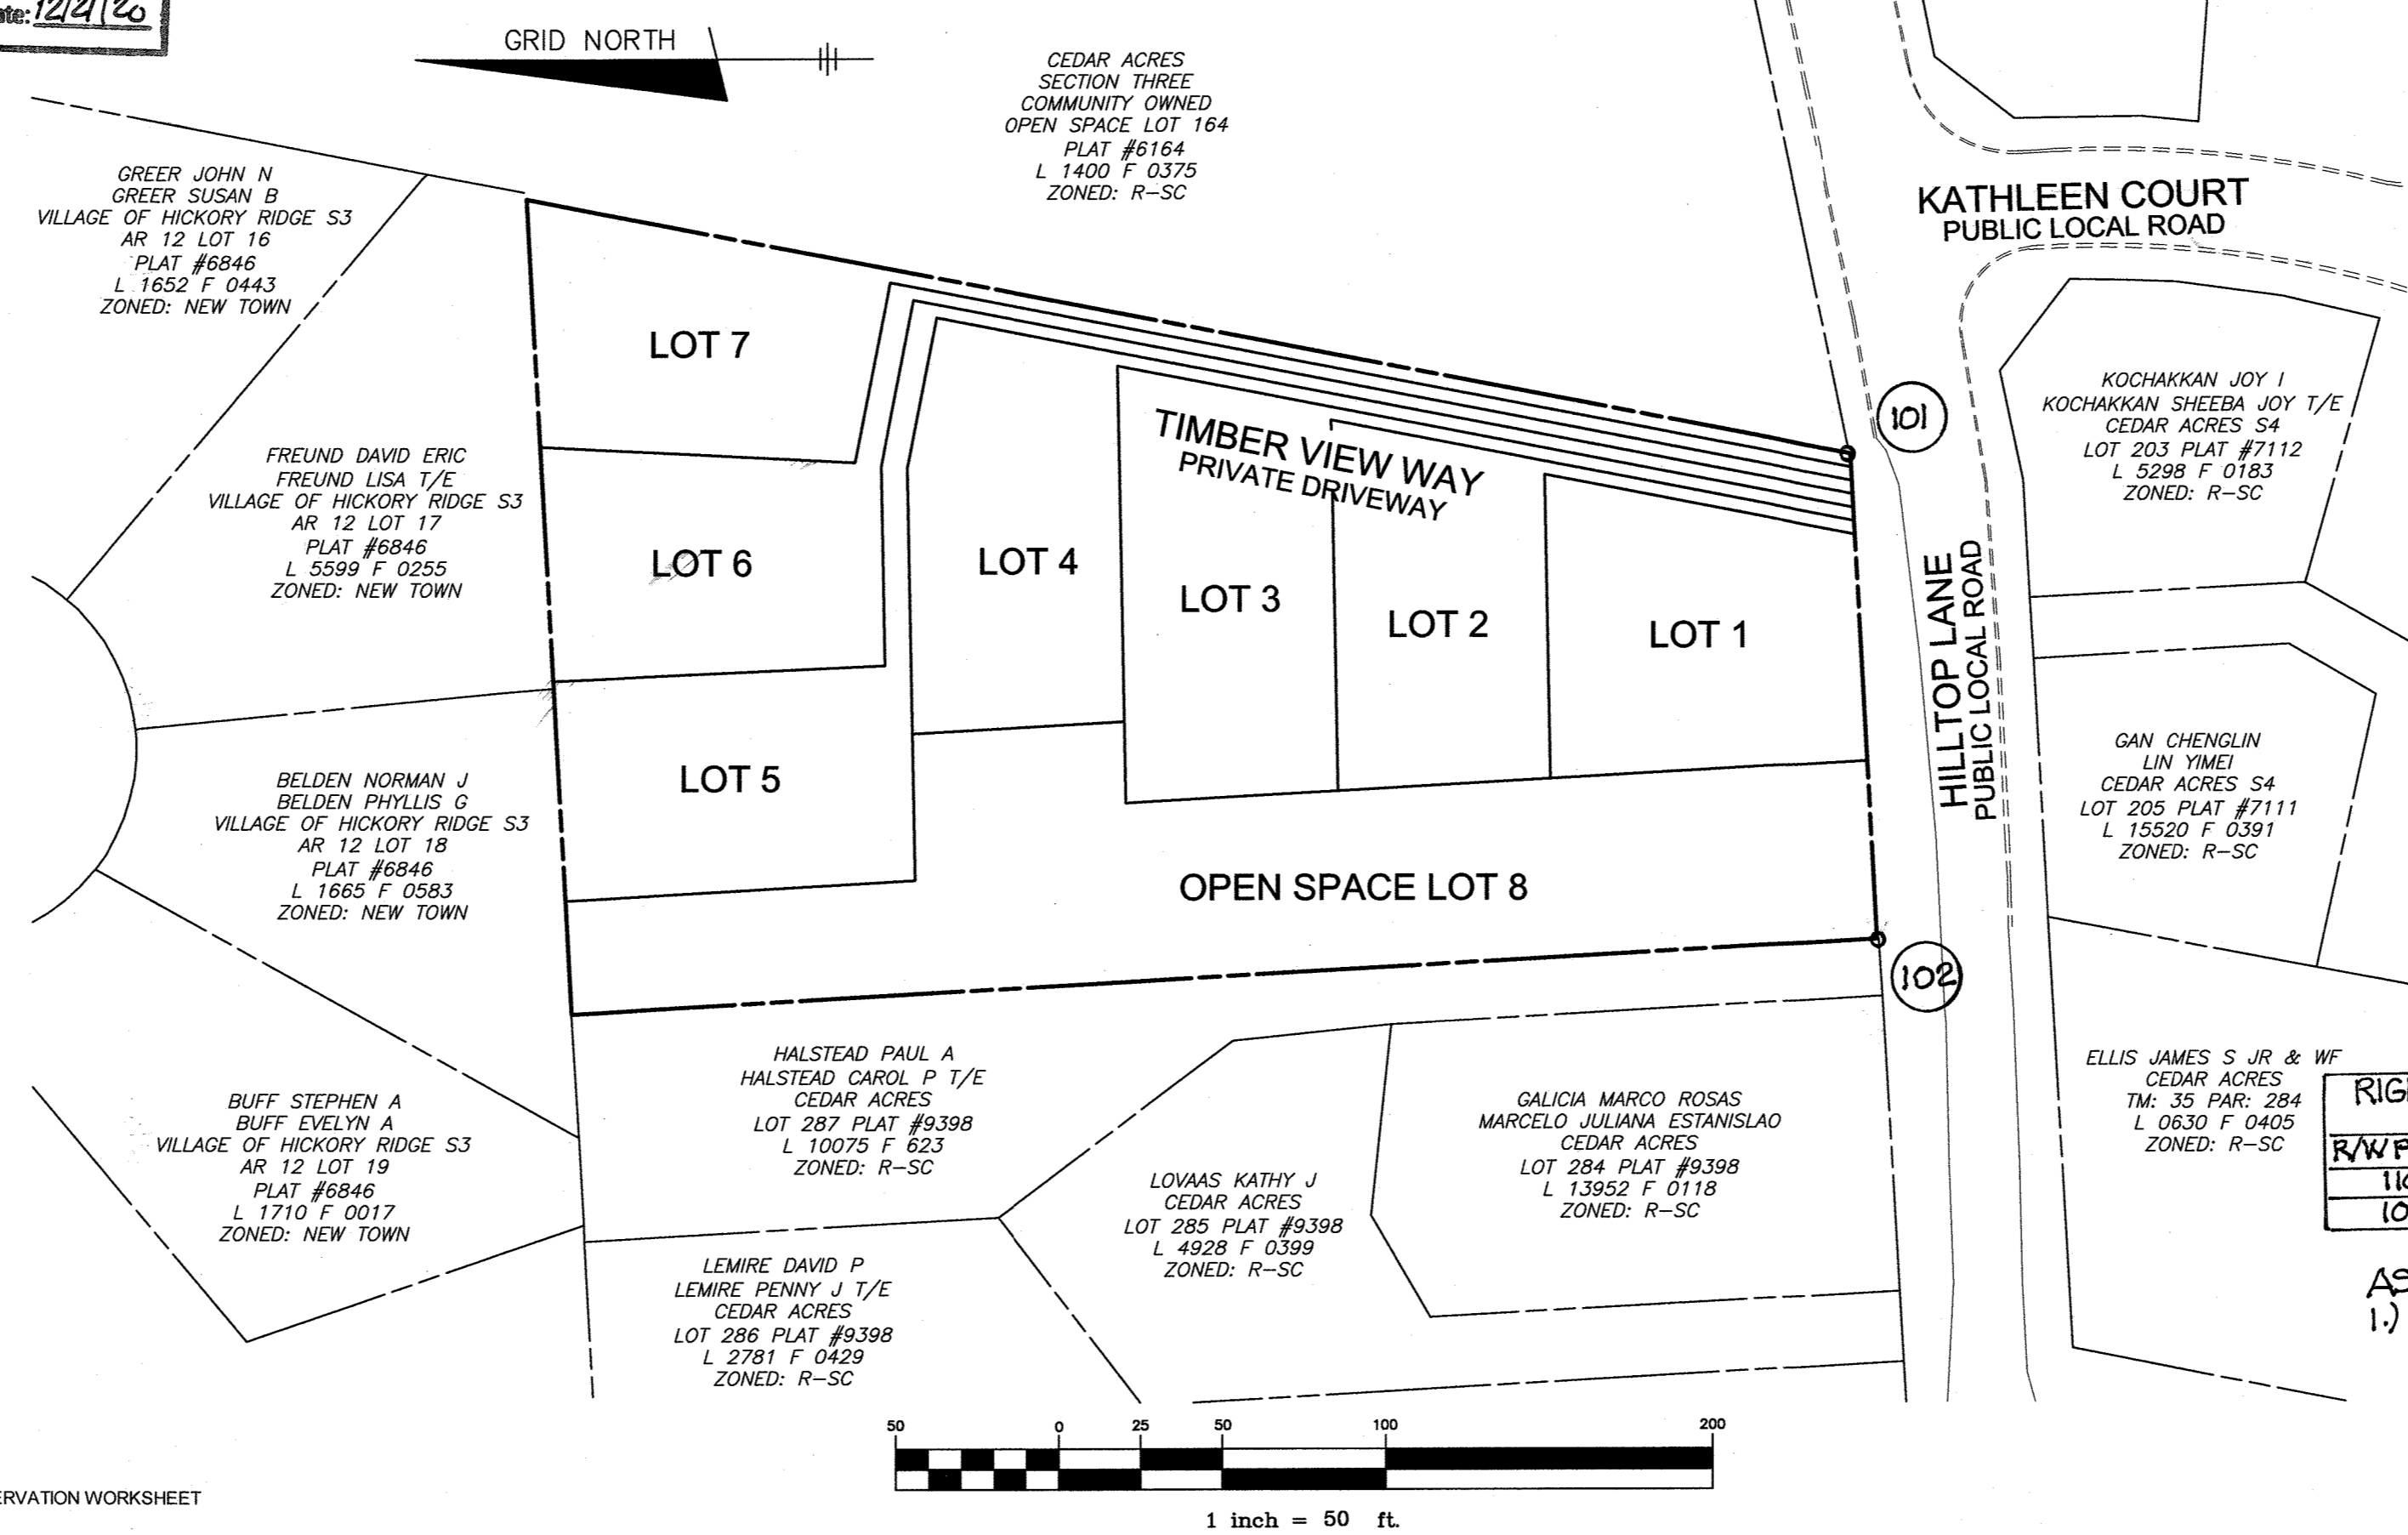 Date: 12/21/20
GRID NORTH
CEDAR ACRES
SECTION THREE
COMMUNITY OWNED
OPEN SPACE LOT 164
PLAT #6164
L 1400 F 0375
ZONED: R-SC
GREER JOHN N
GREER SUSAN B
VILLAGE OF HICKORY RIDGE S3
AR 12 LOT 16
PLAT #6846
L 1652 F 0443
ZONED: NEW TOWN
KATHLEEN COURT
PUBLIC LOCAL ROAD
LOT 7
TIMBER VIEW WAY
PRIVATE DRIVEWAY
101
KOCHAKKAN JOY I
KOCHAKKAN SHEEBA JOY T/E
CEDAR ACRES S4
LOT 203 PLAT #7112
L 5298 F 0183
ZONED: R-SC
FREUND DAVID ERIC
FREUND LISA T/E
VILLAGE OF HICKORY RIDGE S3
AR 12 LOT 17
PLAT #6846
L 5599 F 0255
ZONED: NEW TOWN
LOT 6
LOT 4
LOT 3
LOT 2
LOT 1
HILLTOP LANE
PUBLIC LOCAL ROAD
LOT 5
BELDEN NORMAN J
BELDEN PHYLLIS G
VILLAGE OF HICKORY RIDGE S3
AR 12 LOT 18
PLAT #6846
L 1665 F 0583
ZONED: NEW TOWN
GAN CHENGLIN
LIN YIMEI
CEDAR ACRES S4
LOT 205 PLAT #7111
L 15520 F 0391
ZONED: R-SC
OPEN SPACE LOT 8
102
BUFF STEPHEN A
BUFF EVELYN A
VILLAGE OF HICKORY RIDGE S3
AR 12 LOT 19
PLAT #6846
L 1710 F 0017
ZONED: NEW TOWN
HALSTEAD PAUL A
HALSTEAD CAROL P T/E
CEDAR ACRES
LOT 287 PLAT #9398
L 10075 F 623
ZONED: R-SC
LOVAAS KATHY J
CEDAR ACRES
LOT 285 PLAT #9398
L 4928 F 0399
ZONED: R-SC
GALICIA MARCO ROSAS
MARCELO JULIANA ESTANISLAO
CEDAR ACRES
LOT 284 PLAT #9398
L 13952 F 0118
ZONED: R-SC
ELLIS JAMES S JR & WF
CEDAR ACRES
TM: 35 PAR: 284
L 0630 F 0405
ZONED: R-SC
R/W
1.)
LEMIRE DAVID P
LEMIRE PENNY J T/E
CEDAR ACRES
LOT 286 PLAT #9398
L 2781 F 0429
ZONED: R-SC
50 0 25 50 100 200
1 inch = 50 ft.
ERVATION WORKSHEET